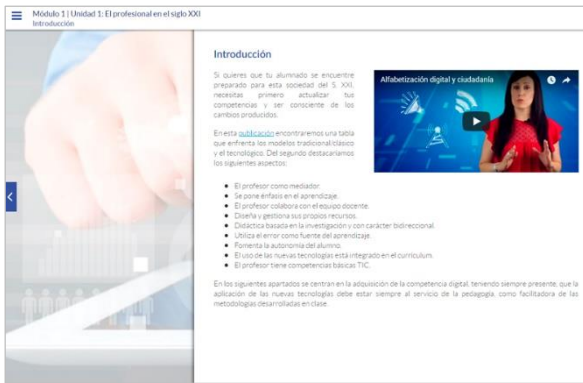 Módulo 1 | Unidad 1: El profesional en el siglo XXI
Introducción
Introducción
Si quieres que tu alumnado se encuentre
preparado para esta sociedad del S. XXI,
necesitas primero actualizar tus
competencias y ser consciente de los
cambios producidos.
En esta publicación encontraremos una tabla
que enfrenta los modelos tradicional/clásico
y el tecnológico. Del segundo destacaríamos
los siguientes aspectos:
Alfabetización digital y ciudadanía
El profesor como mediador.
Se pone énfasis en el aprendizaje.
El profesor colabora con el equipo docente.
Diseña y gestiona sus propios recursos.
Didáctica basada en la investigación y con carácter bidireccional.
Utiliza el error como fuente del aprendizaje.
Fomenta la autonomía del alumno.
El uso de las nuevas tecnologías está integrado en el curriculum.
El profesor tiene competencias básicas TIC.
En los siguientes apartados se centran en la adquisición de la competencia digital, teniendo siempre presente, que la
aplicación de las nuevas tecnologías debe estar siempre al servicio de la pedagogía, como facilitadora de las
metodologías desarrolladas en clase.